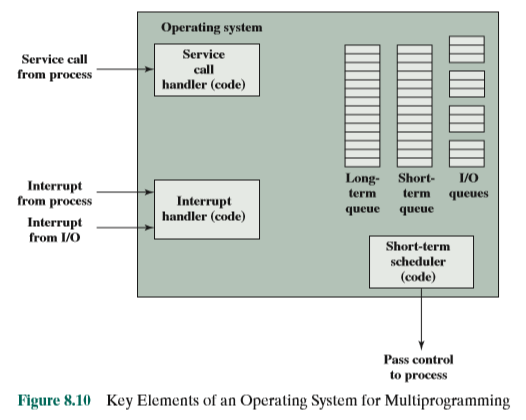 Operating system
Service call
from process
Service
call
handler (code)
Interrupt
from process
Interrupt
from I/O
Interrupt
handler (code)
Long-
term
queue
Short-
term
queue
I/O
queues
Short-term
scheduler
(code)
Pass control
to process
Figure 8.10 Key Elements of an Operating System for Multiprogramming